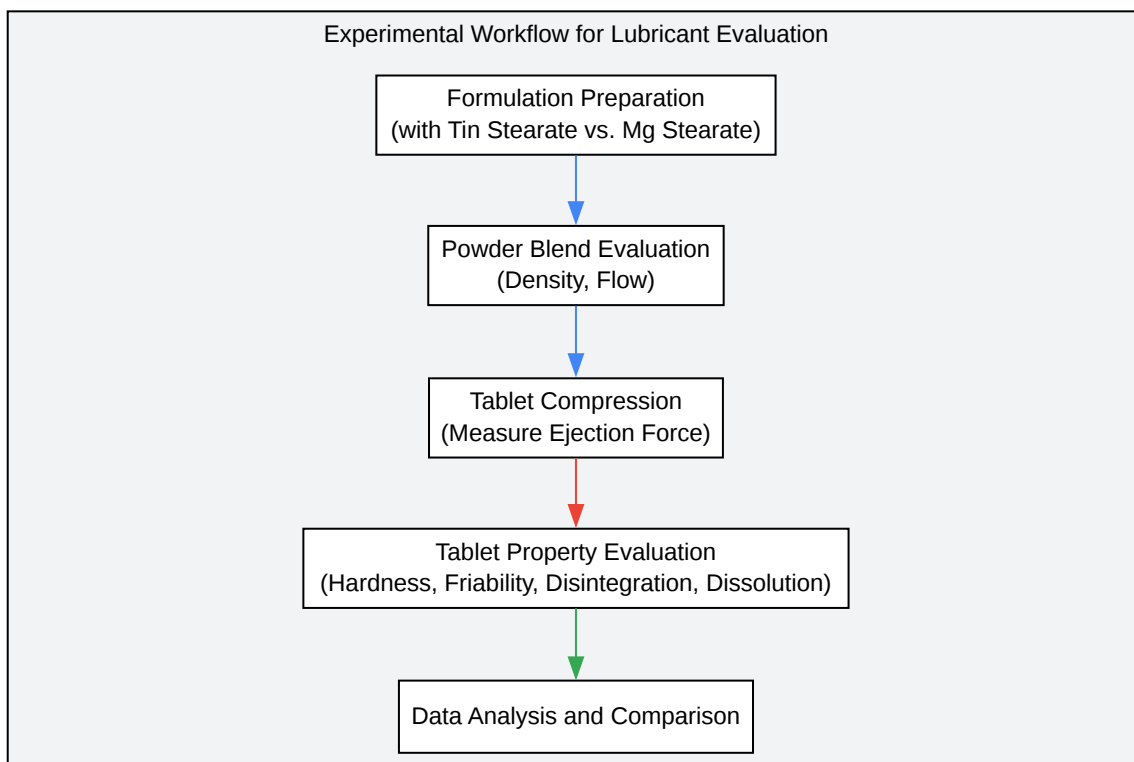 Experimental Workflow for Lubricant Evaluation
Formulation Preparation
(with Tin Stearate vs. Mg Stearate)
Powder Blend Evaluation
(Density, Flow)
Tablet Compression
(Measure Ejection Force)
Tablet Property Evaluation
(Hardness, Friability, Disintegration, Dissolution)
Data Analysis and Comparison